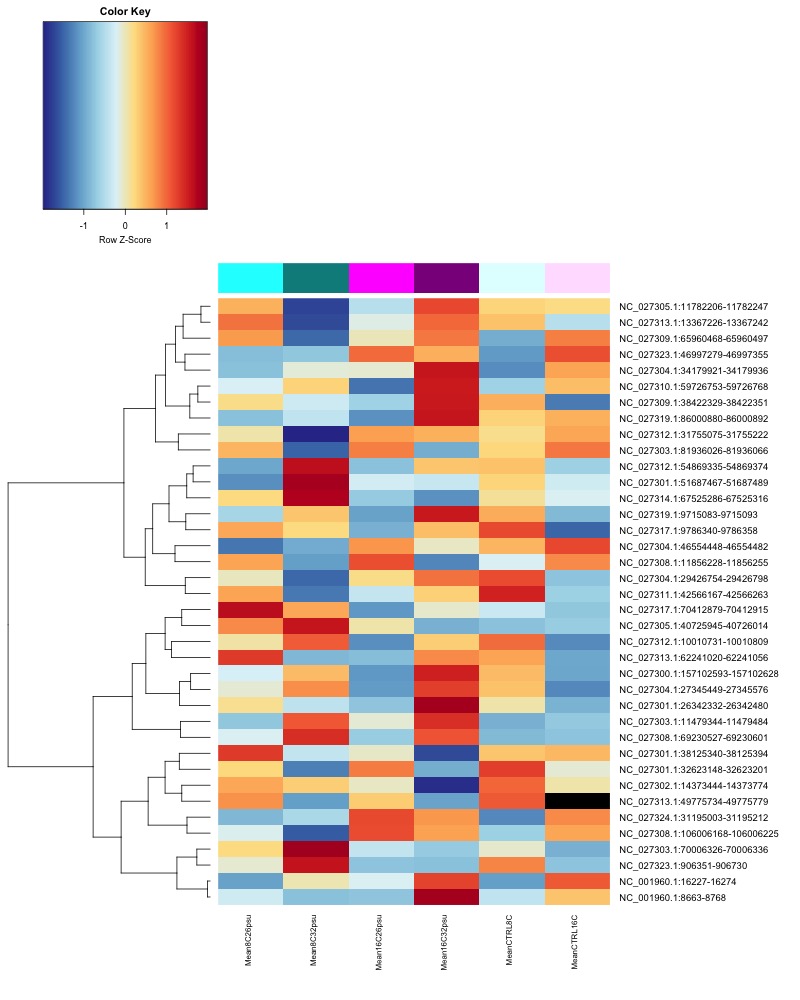 Color Key
-1 0 1
Row Z-Score
NC_027305.1:11782206-11782247
NC_027313.1:13367226-13367242
NC_027309.1:65960468-65960497
NC_027323.1:46997279-46997355
NC_027304.1:34179921-34179936
NC_027310.1:59726753-59726768
NC_027309.1:38422329-38422351
NC_027319.1:86000880-86000892
NC_027312.1:31755075-31755222
NC_027303.1:81936026-81936066
NC_027312.1:54869335-54869374
NC_027301.1:51687467-51687489
NC_027314.1:67525286-67525316
NC_027319.1:9715083-9715093
NC_027317.1:9786340-9786358
NC_027304.1:46554448-46554482
NC_027308.1:11856228-11856255
NC_027304.1:29426754-29426798
NC_027311.1:42566167-42566263
NC_027317.1:70412879-70412915
NC_027305.1:40725945-40726014
NC_027312.1:10010731-10010809
NC_027313.1:62241020-62241056
NC_027300.1:157102593-157102628
NC_027304.1:27345449-27345576
NC_027301.1:26342332-26342480
NC_027303.1:11479344-11479484
NC_027308.1:69230527-69230601
NC_027301.1:38125340-38125394
NC_027301.1:32623148-32623201
NC_027302.1:14373444-14373774
NC_027313.1:49775734-49775779
NC_027324.1:31195003-31195212
NC_027308.1:106006168-106006225
NC_027303.1:70006326-70006336
NC_027323.1:906351-906730
NC_001960.1:16227-16274
NC_001960.1:8663-8768
Mean8C26psu
Mean8C32psu
Mean16C26psu
Mean16C32psu
MeanCTRL8C
MeanCTRL16C